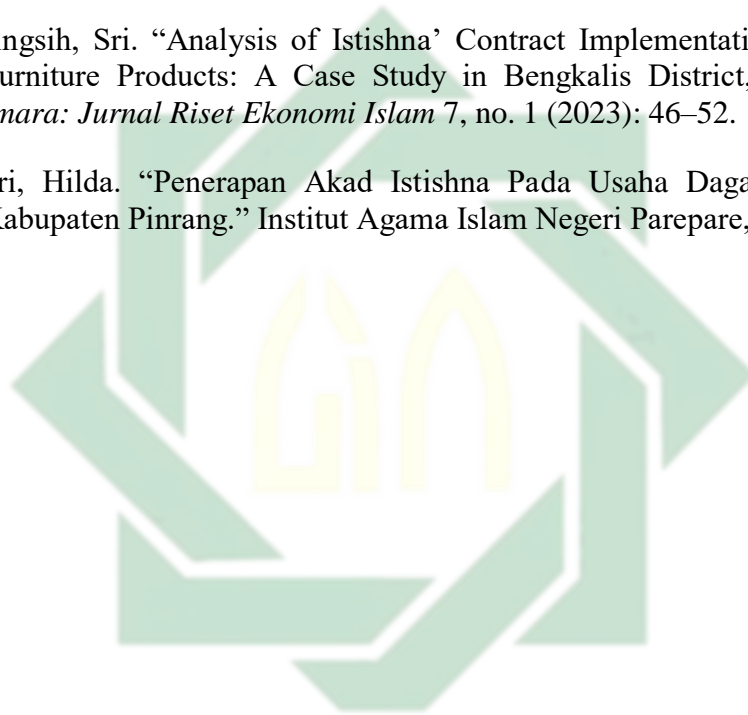 ngsih, Sri. “Analysis of Istishna’ Contract Implementati
urniture Products: A Case Study in Bengkalis District,
mara: Jurnal Riset Ekonomi Islam 7, no. 1 (2023): 46–52.
ri, Hilda. “Penerapan Akad Istishna Pada Usaha Daga
Kabupaten Pinrang.” Institut Agama Islam Negeri Parepare,